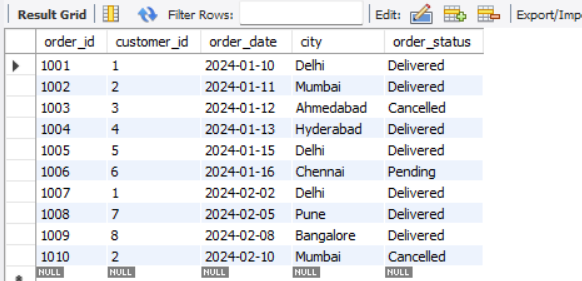 Result Grid Filter Rows: Edit: Export/Imp
order_id customer_id order_date city order_status
1001 1 2024-01-10 Delhi Delivered
1002 2 2024-01-11 Mumbai Delivered
1003 3 2024-01-12 Ahmedabad Cancelled
1004 4 2024-01-13 Hyderabad Delivered
1005 5 2024-01-15 Delhi Delivered
1006 6 2024-01-16 Chennai Pending
1007 1 2024-02-02 Delhi Delivered
1008 7 2024-02-05 Pune Delivered
1009 8 2024-02-08 Bangalore Delivered
1010 2 2024-02-10 Mumbai Cancelled
NULL NULL NULL NULL NULL